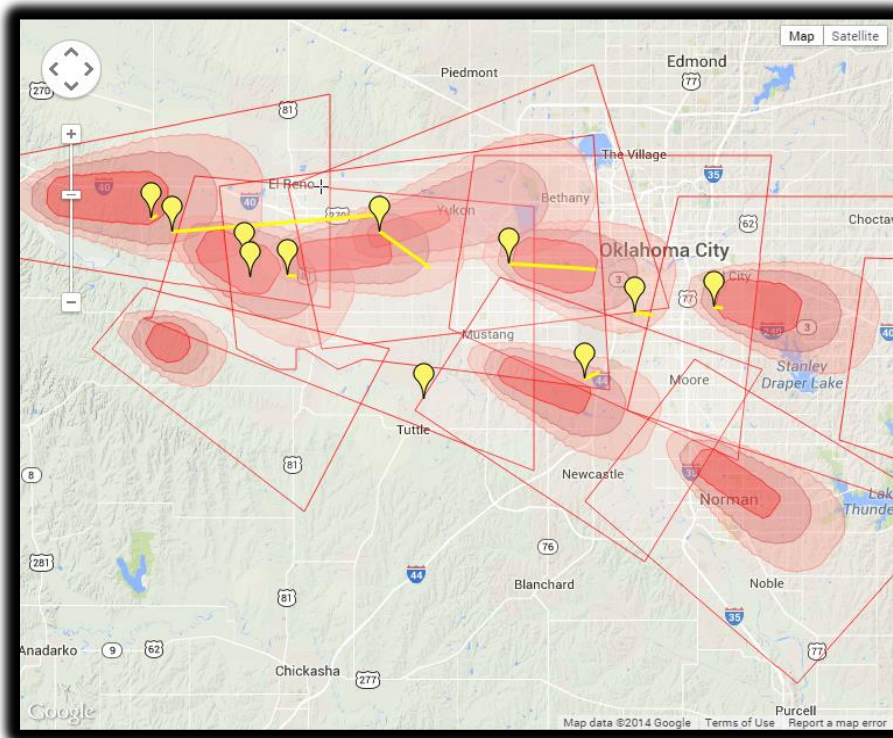 Map Satellite
Edmond
77
Piedmont
270
81
The Village
35
40
El Reno
40
270
Yukon
Bethany
62
Choctaw
Oklahoma City
3
77
City
240
3
40
Mustang
Stanley
Draper Lake
44
Moore
Tuttle
81
8
Newcastle
35
Norman
Lake
Thunder
76
281
44
Blanchard
Noble
81
35
Anadarko
9
62
77
Chickasha
277
Purcell
Google
Map data ©2014 Google Terms of Use Report a map error